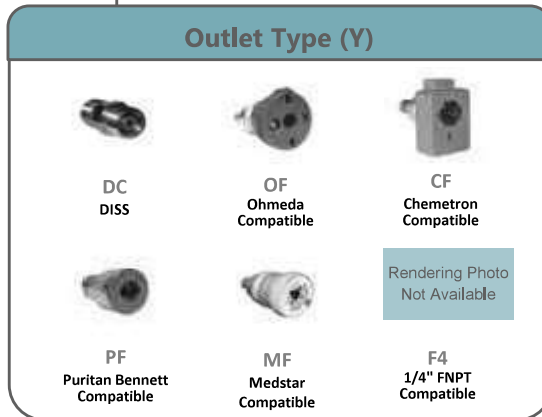 Outlet Type (Y)
DC
DISS
OF
Ohmeda
Compatible
CF
Chemetron
Compatible
PF
Puritan Bennett
Compatible
MF
Medstar
Compatible
Rendering Photo
Not Available
F4
1/4" FNPT
Compatible